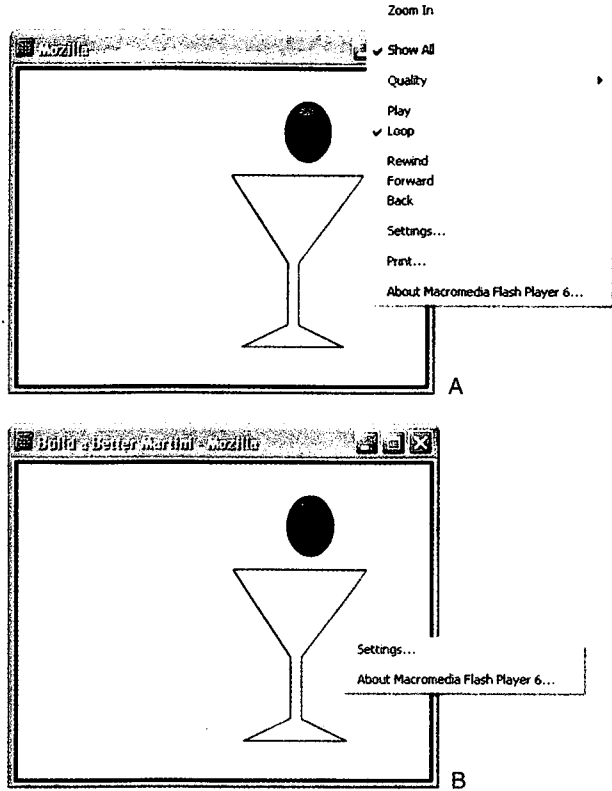 Zoom In
Mozilla
Show All
Quality
Play
Loop
Rewind
Forward
Back
Settings...
Print...
About Macromedia Flash Player 6...
A
Build a Better Martini - Mozilla
Settings...
About Macromedia Flash Player 6...
B